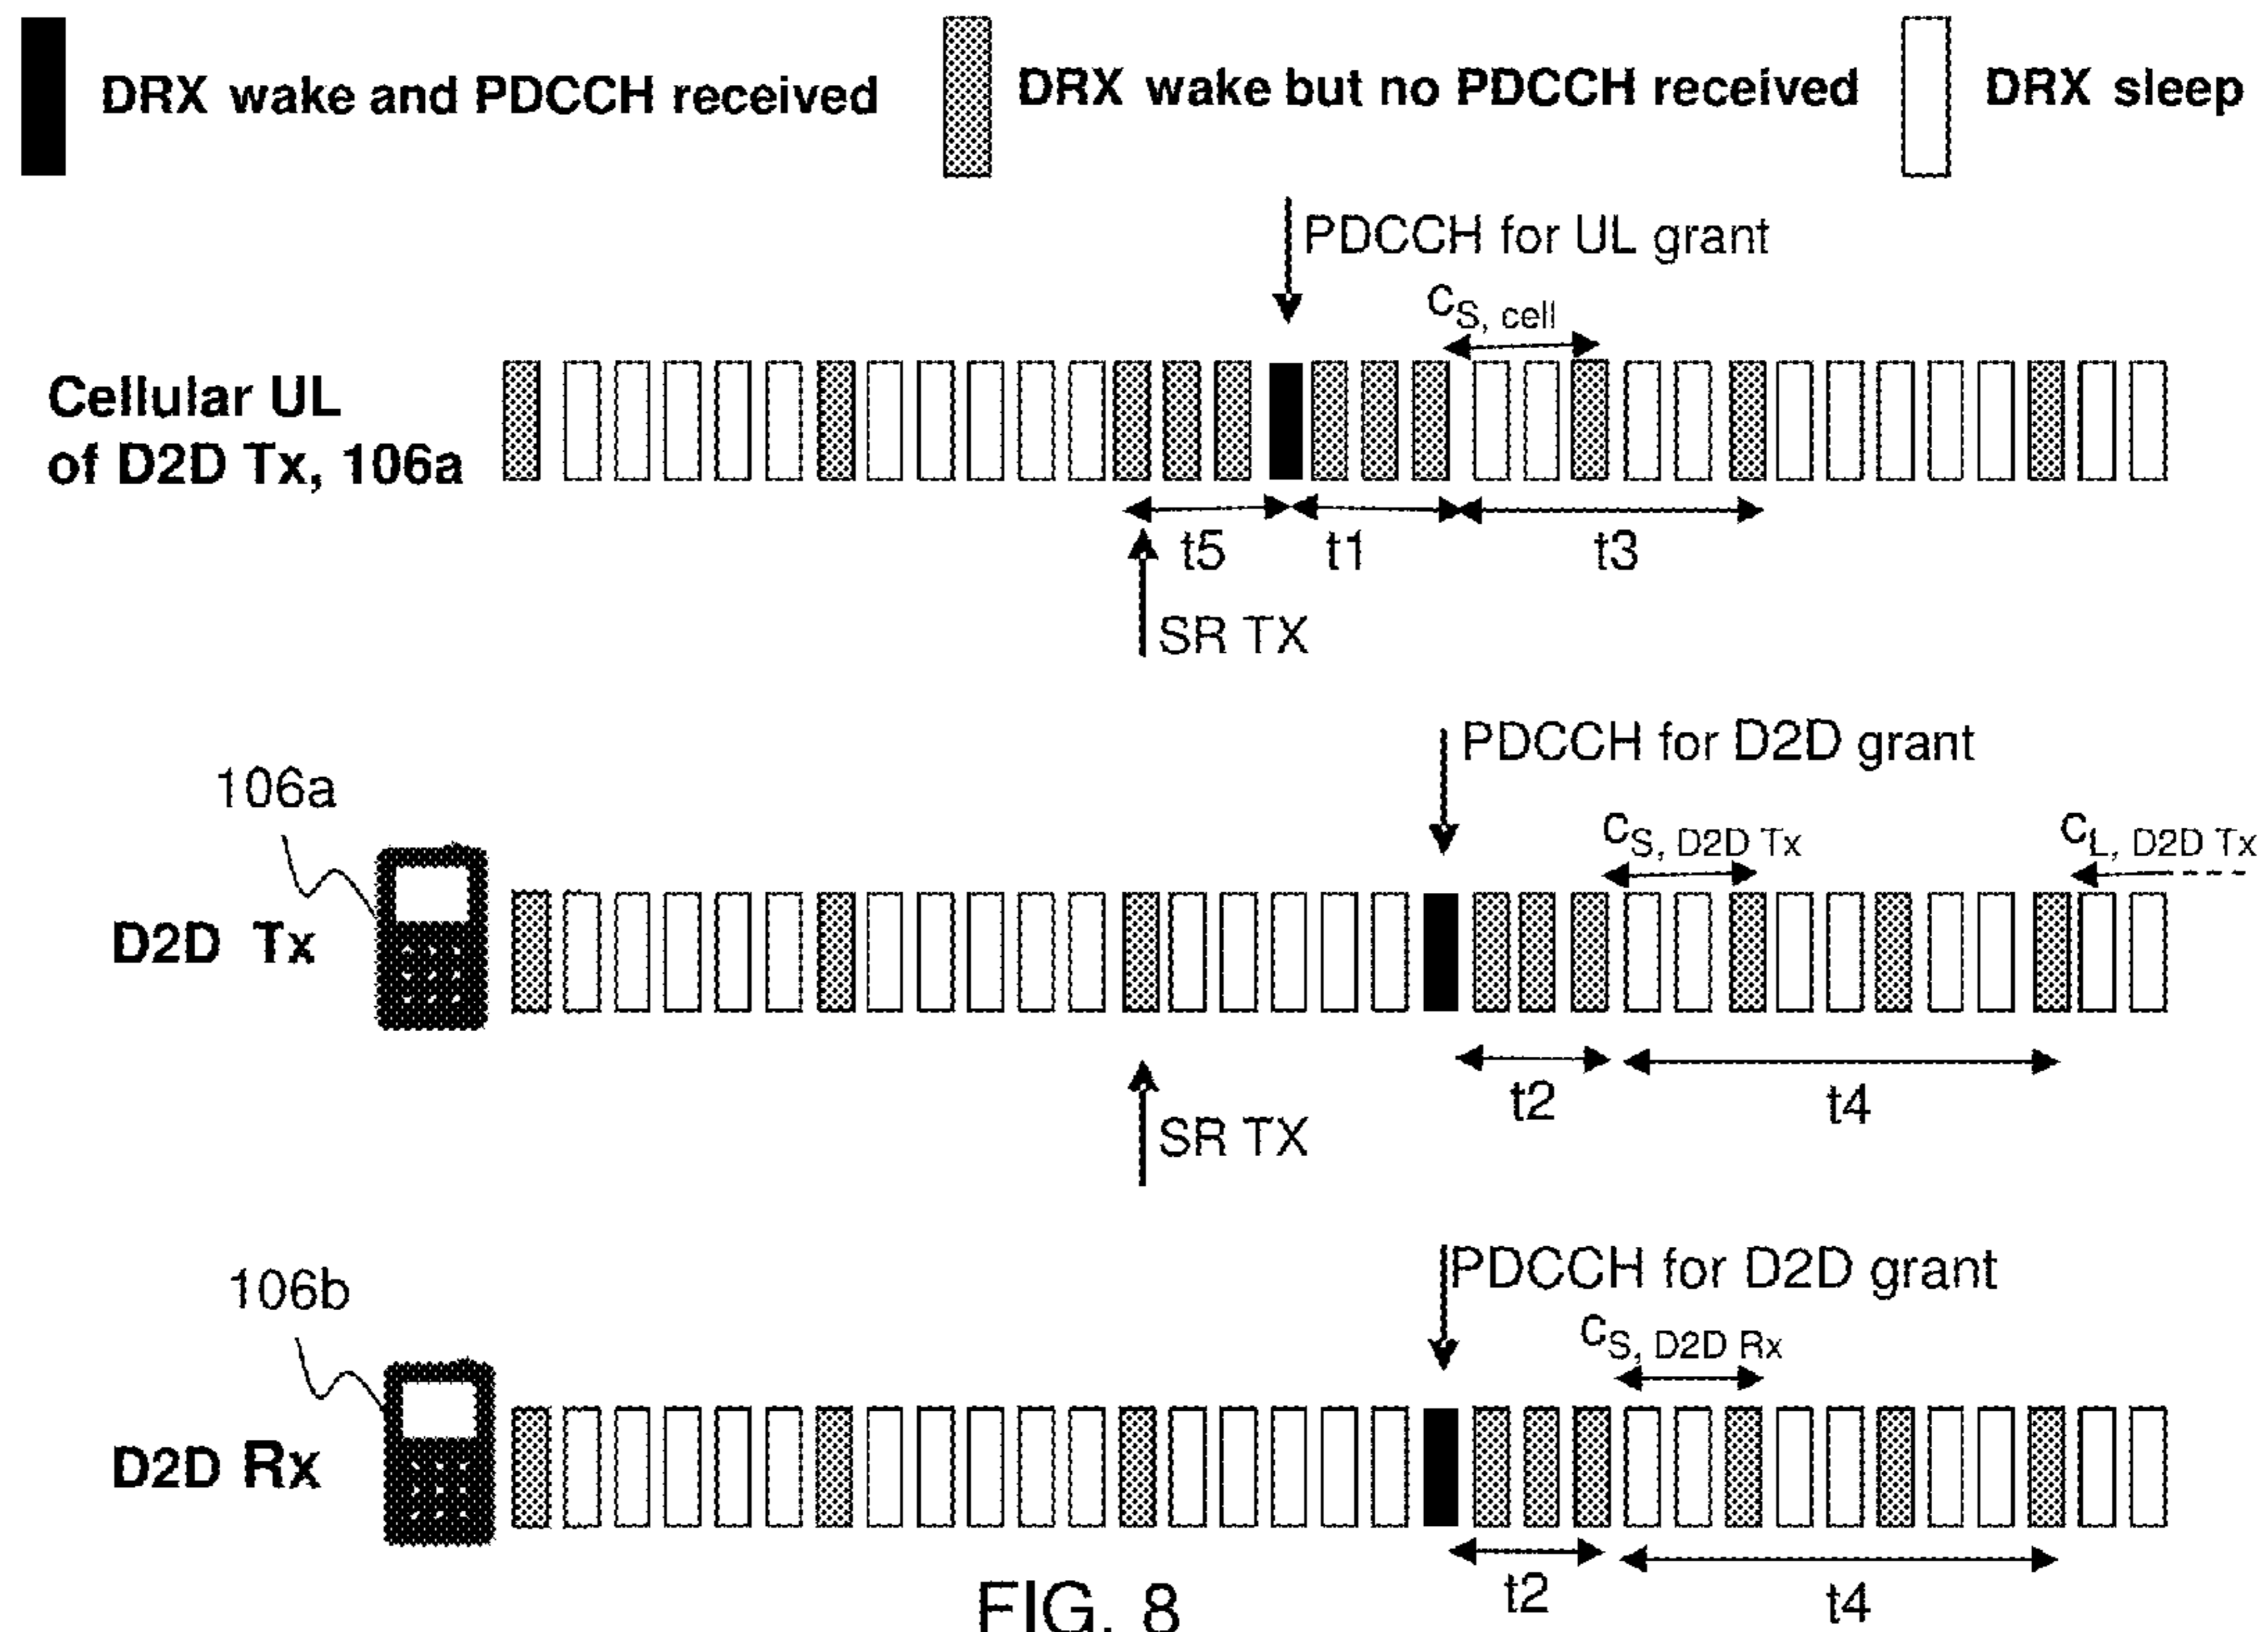 DRX wake and PDCCH received
DRX wake but no PDCCH received
DRX sleep
PDCCH for UL grant
cS, cell
Cellular UL
of D2D Tx, 106a
t5
t1
t3
SR TX
PDCCH for D2D grant
106a
cS, D2D Tx
cL, D2D Tx
D2D Tx
t2
t4
SR TX
PDCCH for D2D grant
106b
cS, D2D Rx
D2D Rx
t2
t4
FIG. 8